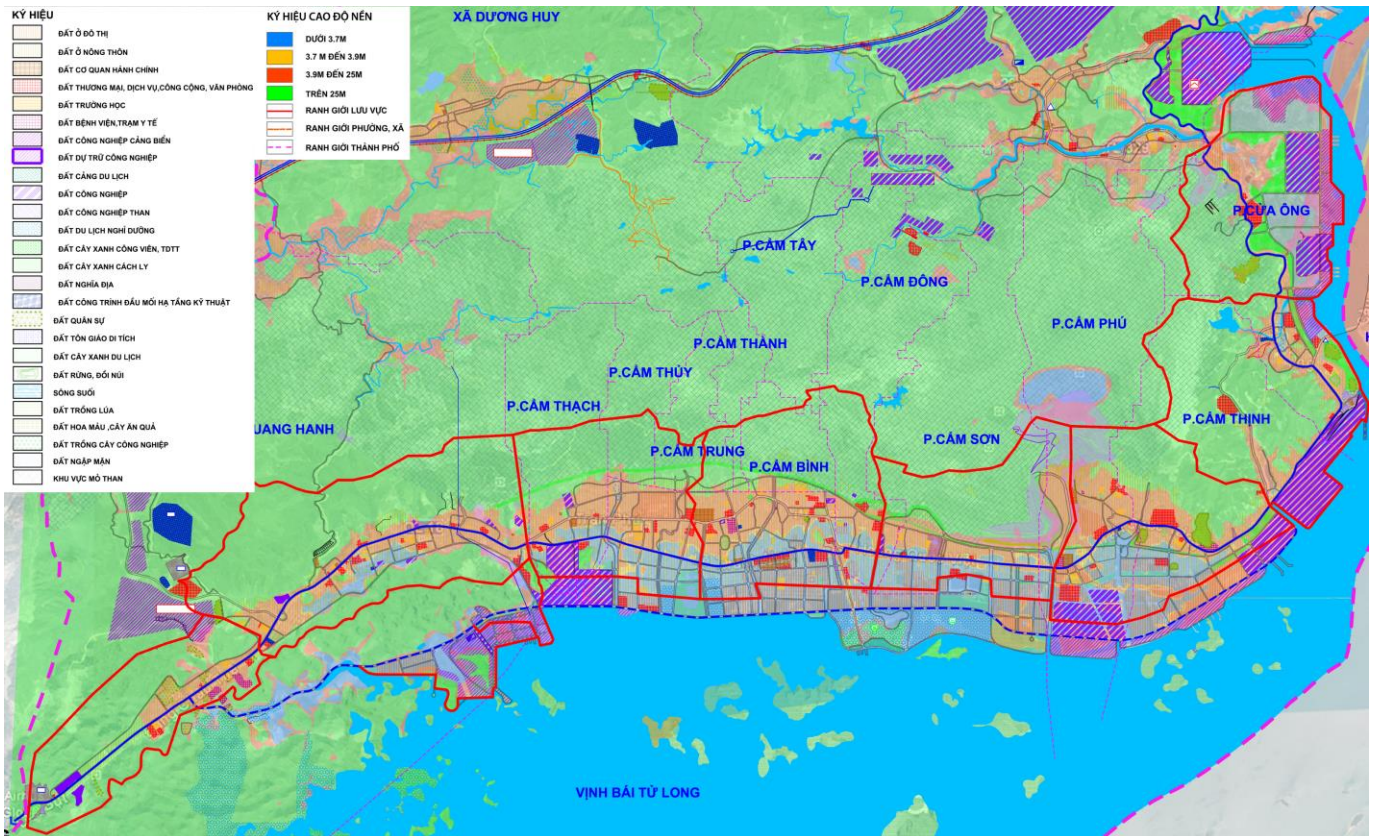 KÝ HIỆU
ĐẤT Ở ĐÔ THỊ
ĐẤT Ở NÔNG THÔN
ĐẤT CƠ QUAN HÀNH CHÍNH
ĐẤT THƯƠNG MẠI, DỊCH VỤ,CÔNG CỘNG, VĂN PHÒNG
ĐẤT TRƯỜNG HỌC
ĐẤT BỆNH VIỆN,TRẠM Y TẾ
ĐẤT CÔNG NGHIỆP CẢNG BIỂN
ĐẤT DỰ TRỮ CÔNG NGHIỆP
ĐẤT CẢNG DU LỊCH
ĐẤT CÔNG NGHIỆP
ĐẤT CÔNG NGHIỆP THAN
ĐẤT DU LỊCH NGHỈ DƯỠNG
ĐẤT CÂY XANH CÔNG VIÊN, TDTT
ĐẤT CÂY XANH CÁCH LY
ĐẤT NGHĨA ĐỊA
ĐẤT CÔNG TRÌNH ĐẦU MỐI HẠ TẦNG KỸ THUẬT
ĐẤT QUÂN SỰ
ĐẤT TÔN GIÁO DI TÍCH
ĐẤT CÂY XANH DU LỊCH
ĐẤT RỪNG, ĐỒI NÚI
SÔNG SUỐI
ĐẤT TRỒNG LÚA
ĐẤT HOA MÀU ,CÂY ĂN QUẢ
ĐẤT TRỒNG CÂY CÔNG NGHIỆP
ĐẤT NGẬP MẶN
KHU VỰC MỎ THAN
KÝ HIỆU CAO ĐỘ NỀN
DƯỚI 3.7M
3.7 M ĐẾN 3.9M
3.9M ĐẾN 25M
TRÊN 25M
RANH GIỚI LƯU VỰC
RANH GIỚI PHƯỜNG, XÃ
RANH GIỚI THÀNH PHỐ
XÃ DƯƠNG HUY
P.CỬA ÔNG
P.CẨM TÂY
P.CẨM ĐÔNG
P.CẨM PHÚ
P.CẨM THÀNH
P.CẨM THỦY
P.CẨM THẠCH
P.CẨM THỊNH
UANG HANH
P.CẨM SƠN
P.CẨM TRUNG
P.CẨM BÌNH
VỊNH BÁI TỬ LONG